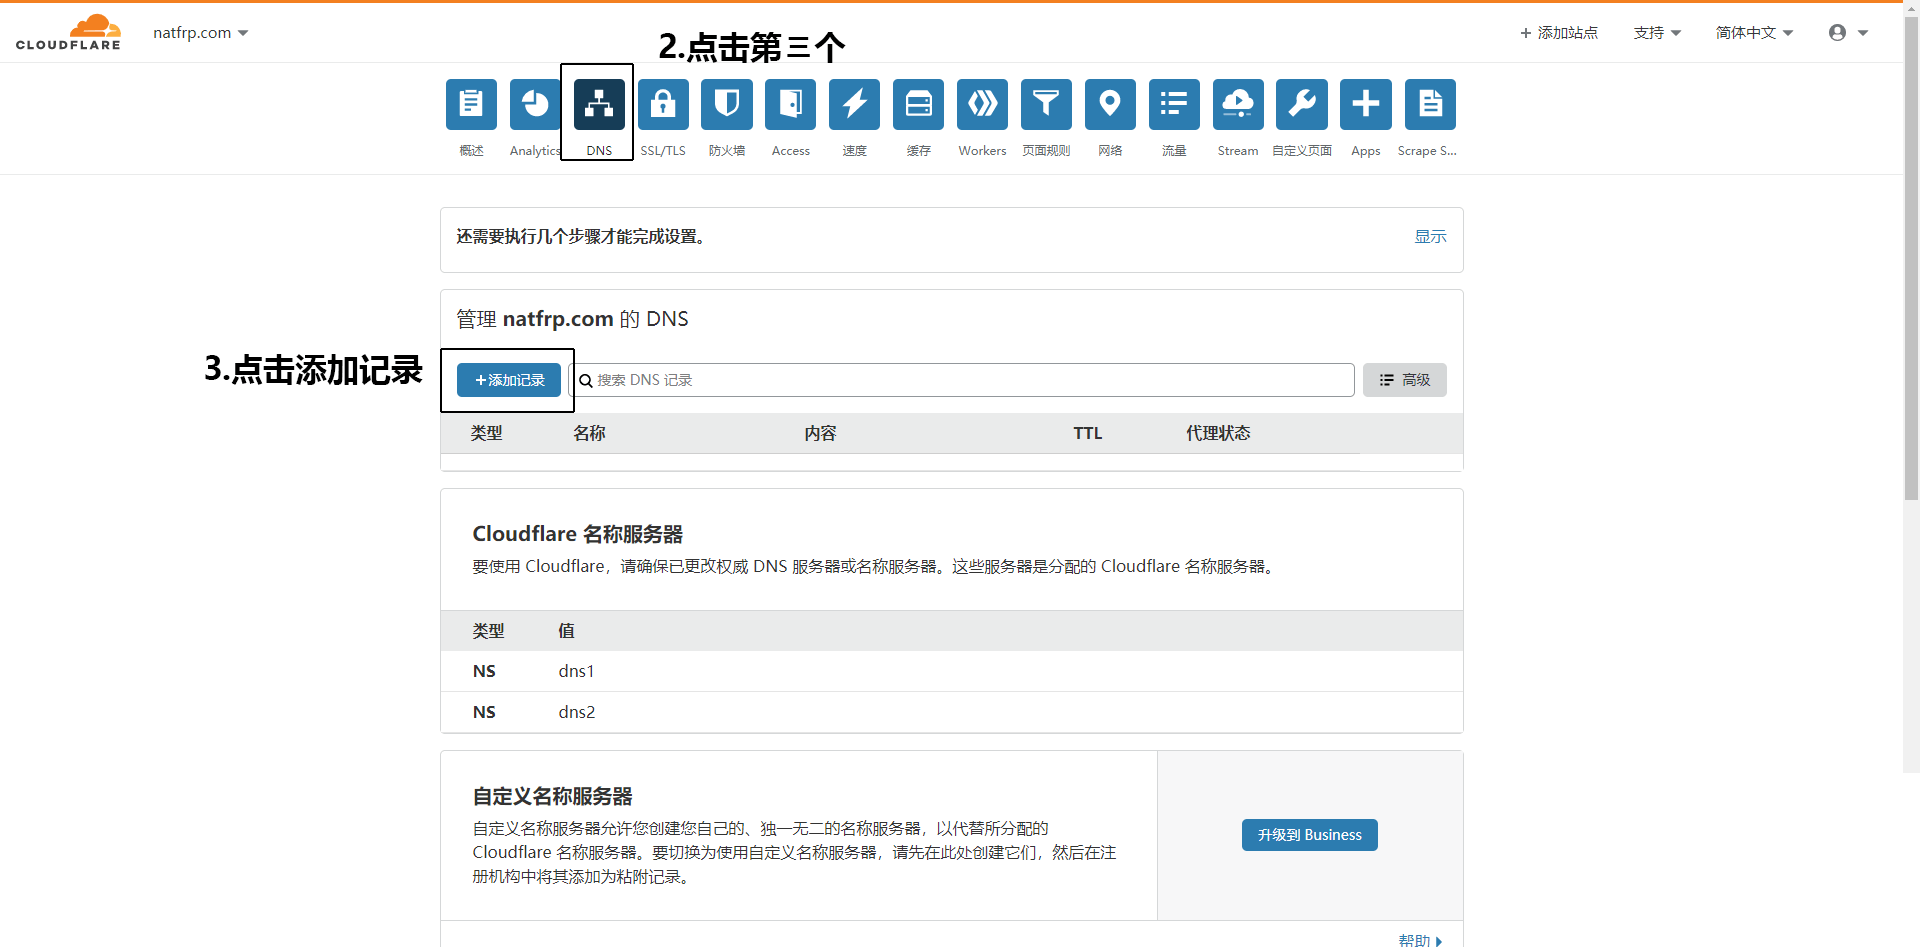 CLOUDFLARE
natfrp.com
添加站点
支持
简体中文
2.点击第三个
概述
Analytics
DNS
SSL/TLS
防火墙
Access
速度
缓存
Workers
页面规则
网络
流量
Stream
自定义页面
Apps
Scrape S...
还需要执行几个步骤才能完成设置。
显示
管理 natfrp.com 的 DNS
3.点击添加记录
+添加记录
搜索 DNS 记录
高级
类型 名称 内容 TTL 代理状态
Cloudflare 名称服务器
要使用 Cloudflare，请确保已更改权威 DNS 服务器或名称服务器。这些服务器是分配的 Cloudflare 名称服务器。
类型 值
NS dns1
NS dns2
自定义名称服务器
自定义名称服务器允许您创建您自己的、独一无二的名称服务器，以代替所分配的
Cloudflare 名称服务器。要切换为使用自定义名称服务器，请先在此处创建它们，然后在注
册机构中将其添加为粘附记录。
升级到 Business
帮助